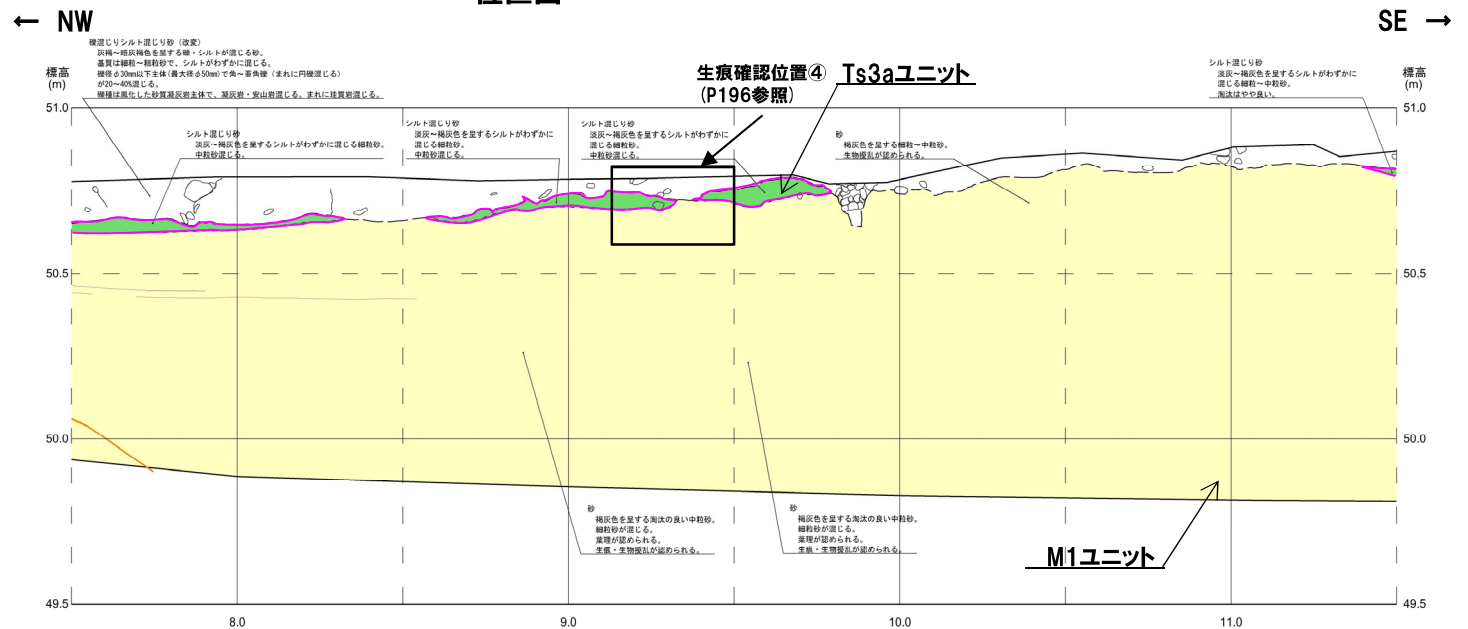 ← NW
SE →
礫混じりシルト混じり砂（改変）
灰褐～暗灰褐色を呈する礫・シルトが混じる砂。
基質は細粒～粗粒砂で、シルトがわずかに混じる。
礫径φ30mm以下主体(最大径φ50mm)で角～亜角礫（まれに円礫混じる）
が20～40%混じる。
礫種は風化した砂質凝灰岩主体で、凝灰岩・安山岩混じる。まれに珪質岩混じる。
標高
(m)
生痕確認位置④
(P196参照)
Ts3aユニット
シルト混じり砂
淡灰～褐灰色を呈するシルトがわずかに
混じる細粒～中粒砂。
淘汰はやや良い。
標高
(m)
51.0
51.0
シルト混じり砂
淡灰～褐灰色を呈するシルトがわずかに混じる細粒砂。
中粒砂混じる。
シルト混じり砂
淡灰～褐灰色を呈するシルトがわずかに
混じる細粒砂。
中粒砂混じる。
シルト混じり砂
淡灰～褐灰色を呈するシルトがわずかに
混じる細粒砂。
中粒砂混じる。
砂
褐灰色を呈する細粒～中粒砂。
生物擾乱が認められる。
50.5
50.5
50.0
50.0
砂
褐灰色を呈する淘汰の良い中粒砂。
細粒砂が混じる。
葉理が認められる。
生痕・生物擾乱が認められる。
砂
褐灰色を呈する淘汰の良い中粒砂。
細粒砂が混じる。
葉理が認められる。
生痕・生物擾乱が認められる。
M1ユニット
49.5
49.5
8.0
9.0
10.0
11.0